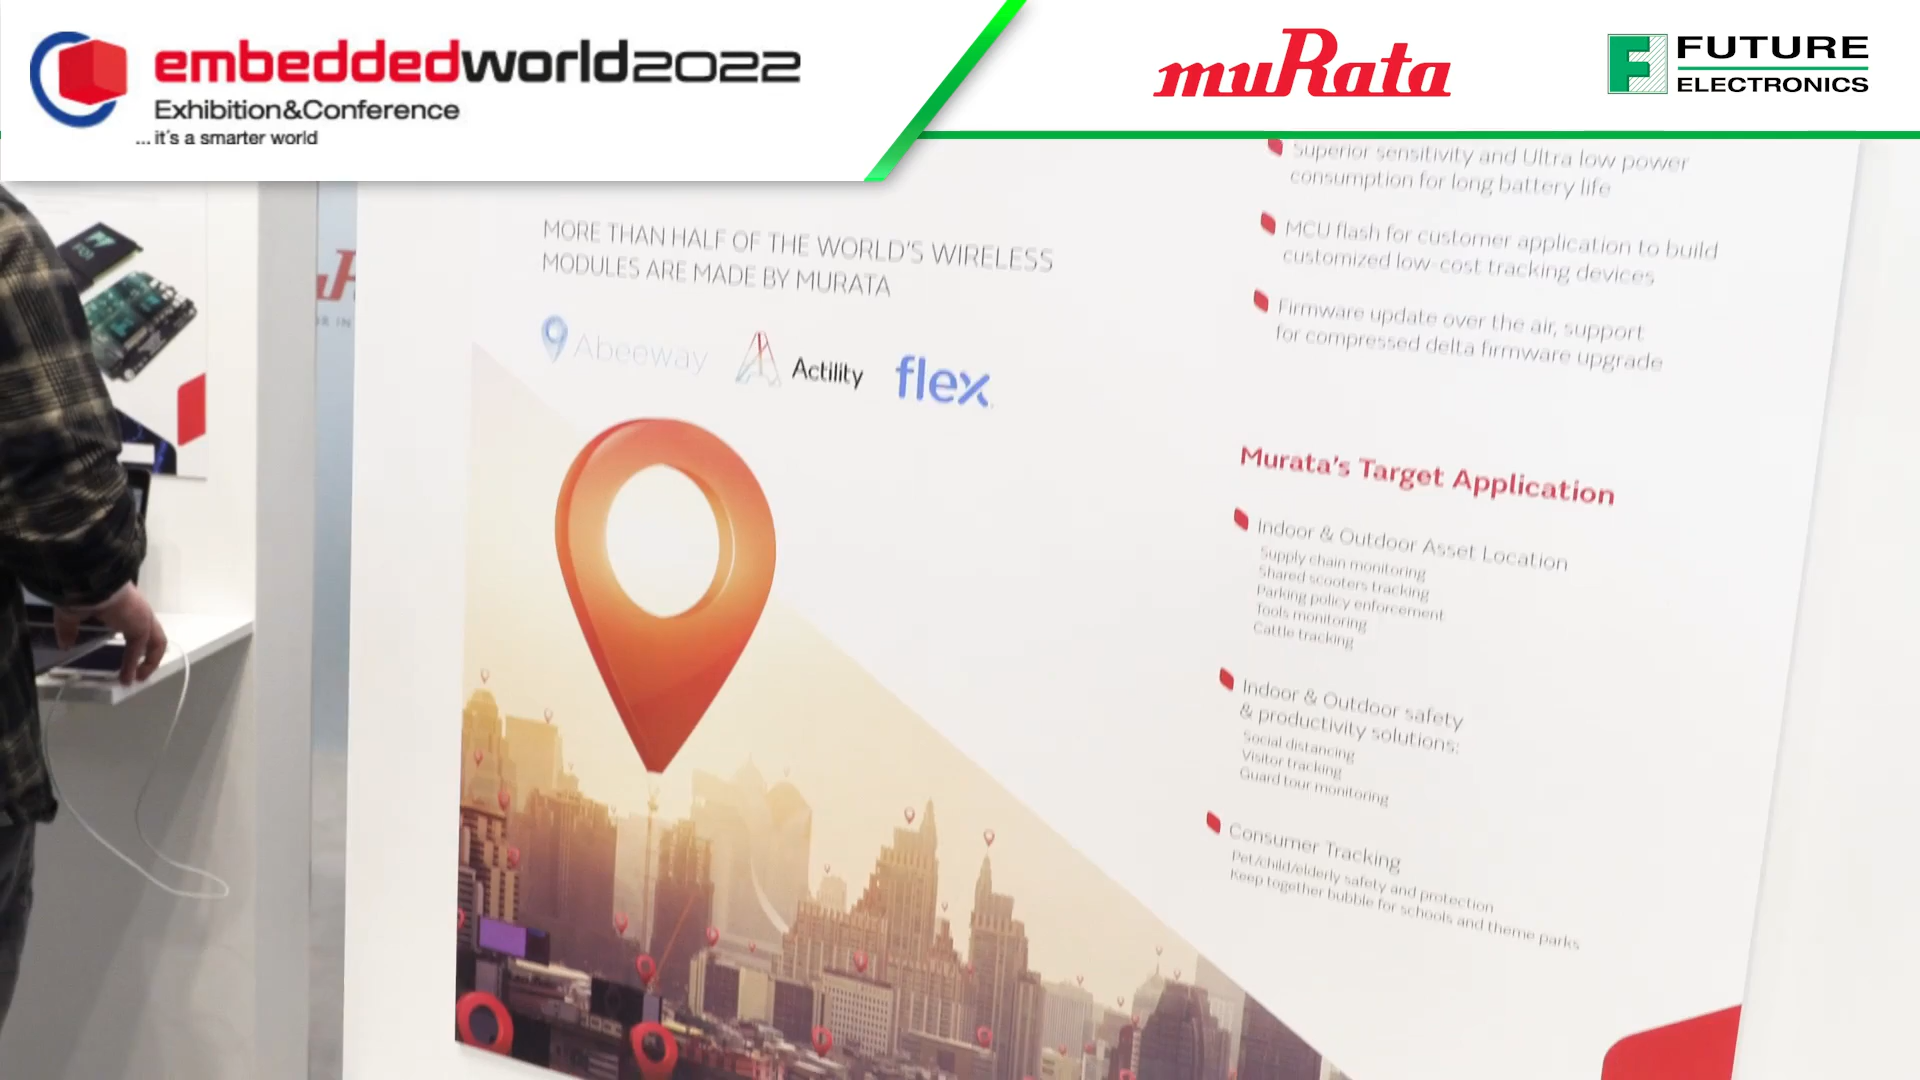 embeddedworld2022
Exhibition&Conference
... it's a smarter world
muRata
FUTURE
ELECTRONICS
MORE THAN HALF OF THE WORLD'S WIRELESS
MODULES ARE MADE BY MURATA
Abeeway
Actility
flex
Superior sensitivity and Ultra low power
consumption for long battery life
MCU flash for customer application to build
customized low-cost tracking devices
Firmware update over the air, support
for compressed delta firmware upgrade
Murata's Target Application
Indoor & Outdoor Asset Location
Supply chain monitoring
Shared scooters tracking
Parking policy enforcement
Tools monitoring
Cattle tracking
Indoor & Outdoor safety
& productivity solutions:
Social distancing
Visitor tracking
Guard tour monitoring
Consumer Tracking
Pet/child/elderly safety and protection
Keep together bubble for schools and theme parks